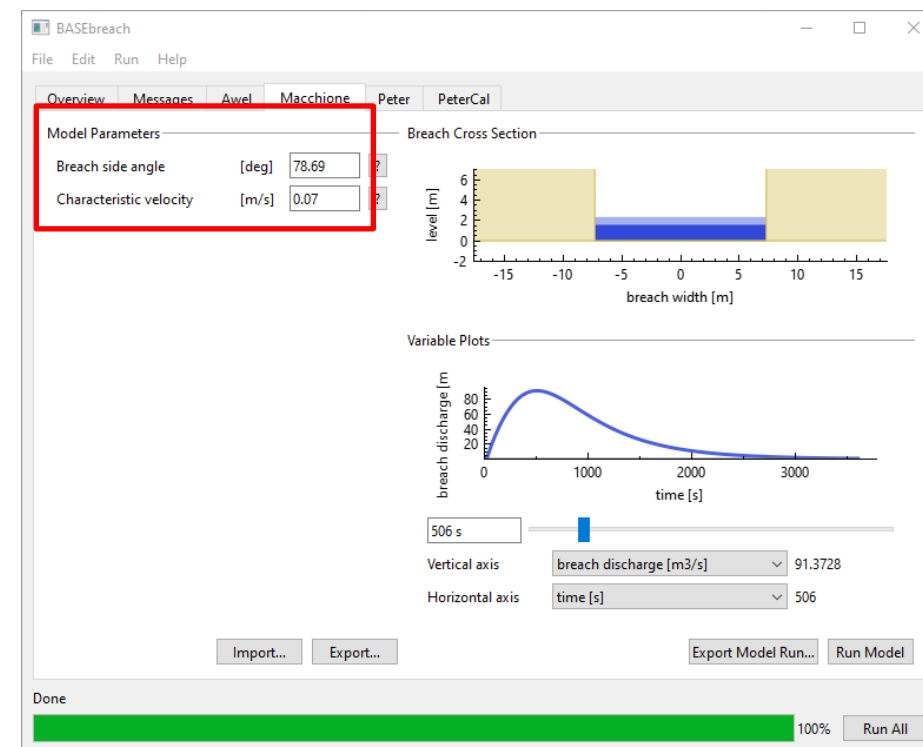 BASEbreach
File Edit Run Help
Overview Messages Awel Macchione Peter PeterCal
Model Parameters
Breach side angle [deg] 78.69 ?
Characteristic velocity [m/s] 0.07 ?
Breach Cross Section
level [m]
6
4
2
0
-2
-15 -10 -5 0 5 10 15
breach width [m]
Variable Plots
breach discharge [m
80
60
40
20
0 1000 2000 3000
time [s]
506 s
Vertical axis breach discharge [m3/s] 91.3728
Horizontal axis time [s] 506
Import... Export... Export Model Run... Run Model
Done
100% Run All